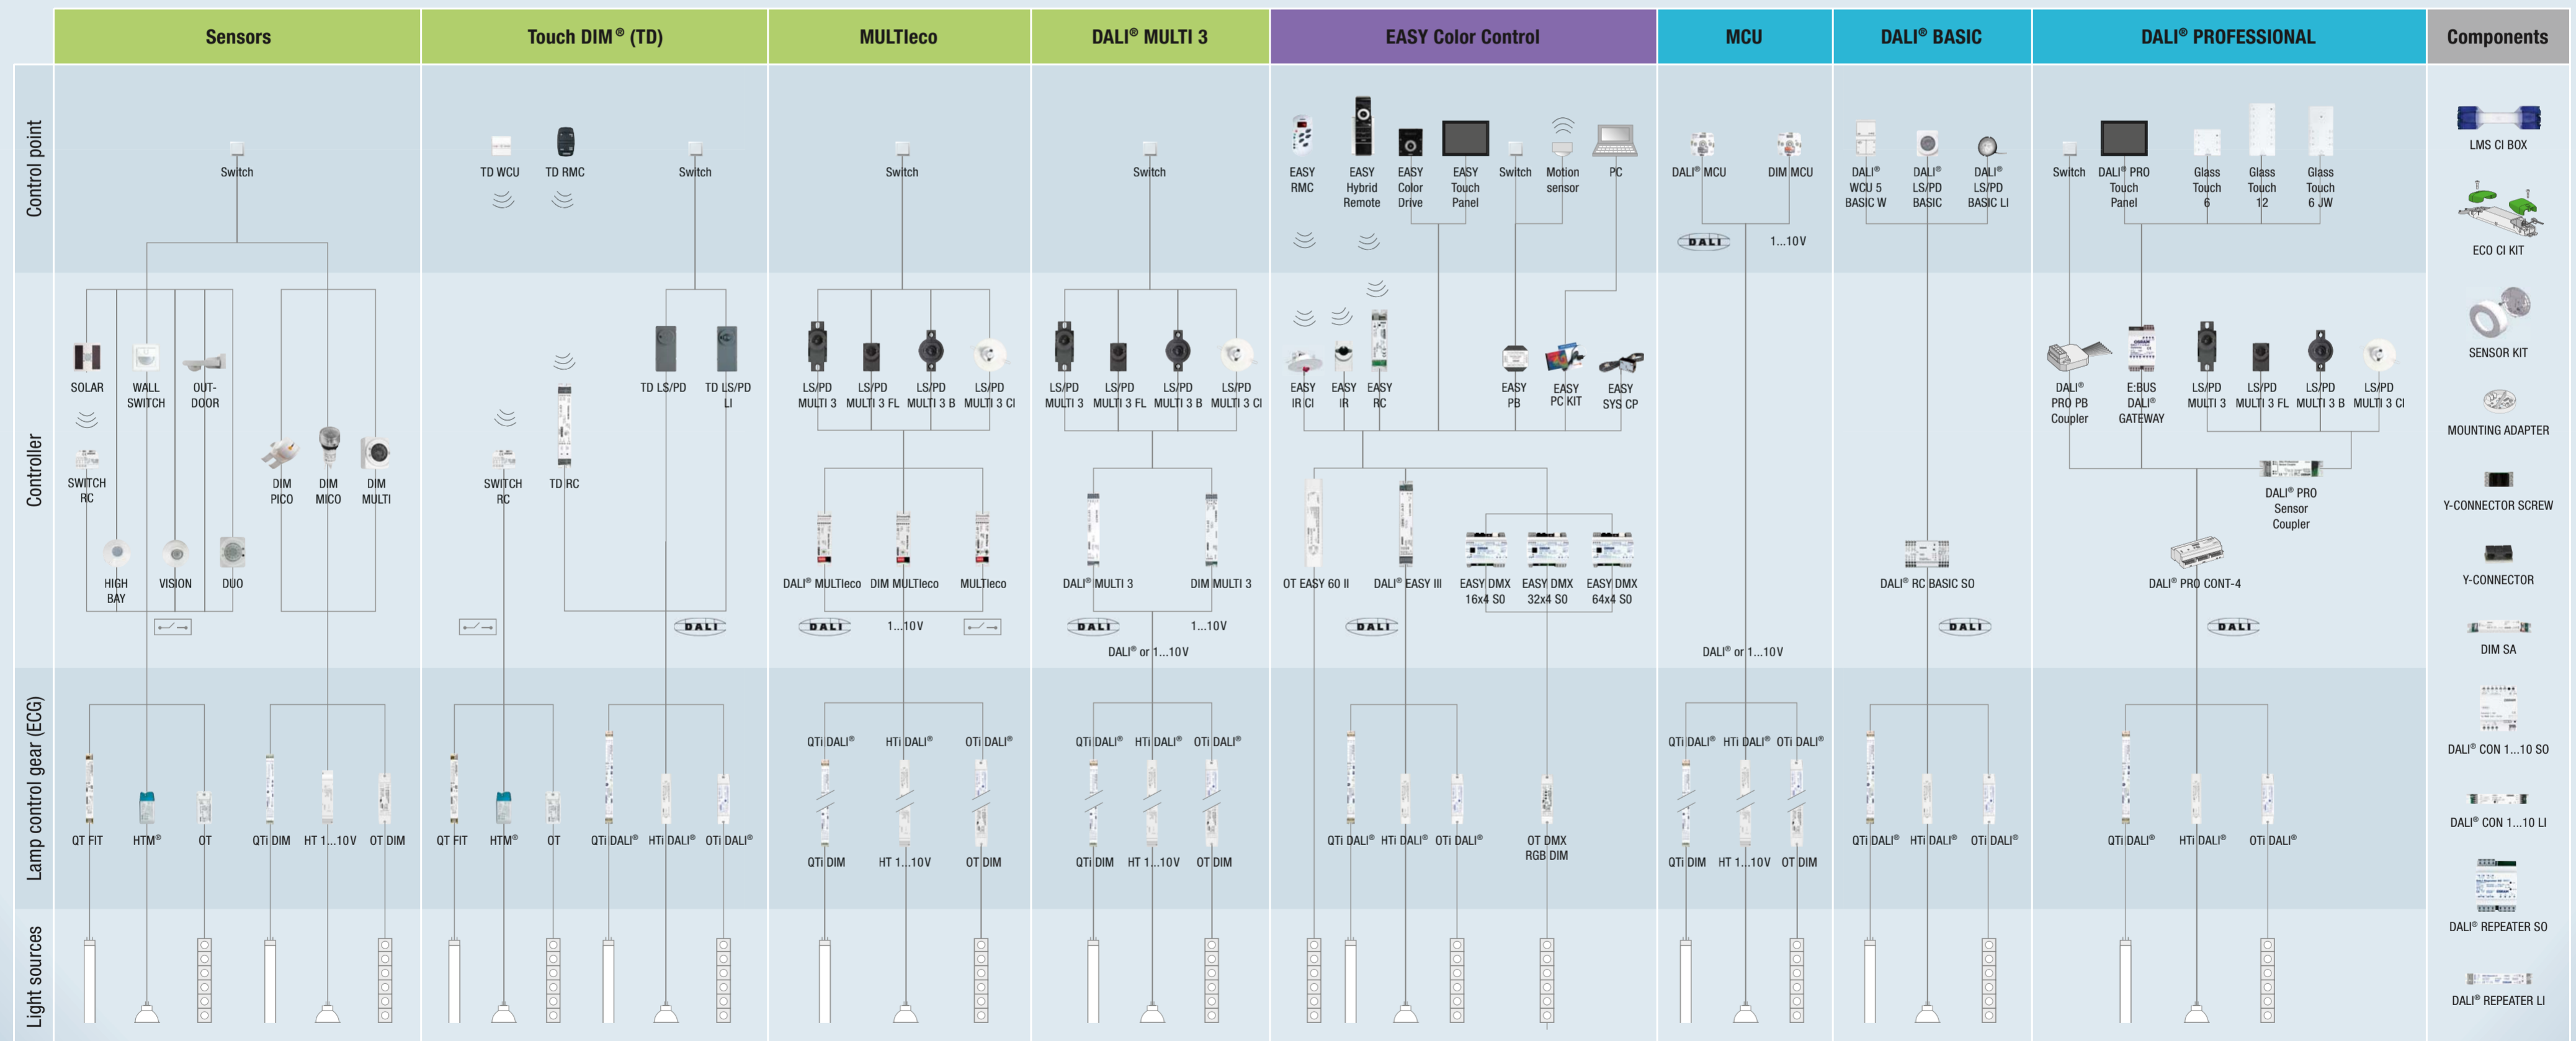 Sensors
Touch DIM® (TD)
MULTIeco
DALI® MULTI 3
EASY Color Control
MCU
DALI® BASIC
DALI® PROFESSIONAL
Components
Control point
Switch
TD WCU
TD RMC
Switch
Switch
Switch
EASY
RMC
EASY
Hybrid
Remote
EASY
Color
Drive
EASY
Touch
Panel
Switch
Motion
sensor
PC
DALI® MCU
DIM MCU
DALI
1...10V
DALI®
WCU 5
BASIC W
DALI®
LS/PD
BASIC
DALI®
LS/PD
BASIC LI
Switch
DALI® PRO
Touch
Panel
Glass
Touch
6
Glass
Touch
12
Glass
Touch
6 JW
Controller
SOLAR
WALL
SWITCH
OUT-
DOOR
SWITCH
RC
DIM
PICO
DIM
MICO
DIM
MULTI
HIGH
BAY
VISION
DUO
SWITCH
RC
TD RC
TD LS/PD
TD LS/PD
LI
DALI
LS/PD
MULTI 3
LS/PD
MULTI 3 FL
LS/PD
MULTI 3 B
LS/PD
MULTI 3 CI
DALI® MULTIeco
DIM MULTIeco
MULTIeco
DALI
1...10V
LS/PD
MULTI 3
LS/PD
MULTI 3 FL
LS/PD
MULTI 3 B
LS/PD
MULTI 3 CI
DALI® MULTI 3
DIM MULTI 3
DALI
1...10V
DALI® or 1...10V
EASY
IR CI
EASY
IR
EASY
RC
EASY
PB
EASY
PC KIT
EASY
SYS CP
OT EASY 60 II
DALI® EASY III
EASY DMX
16x4 S0
EASY DMX
32x4 S0
EASY DMX
64x4 S0
DALI
DALI® or 1...10V
DALI® RC BASIC SO
DALI
DALI®
PRO PB
Coupler
E:BUS
DALI®
GATEWAY
LS/PD
MULTI 3
LS/PD
MULTI 3 FL
LS/PD
MULTI 3 B
LS/PD
MULTI 3 CI
DALI® PRO
Sensor
Coupler
DALI® PRO CONT-4
DALI
Lamp control gear (ECG)
QT FIT
HTM®
OT
QTi DIM
HT 1...10V
OT DIM
QT FIT
HTM®
OT
QTi DALI®
HTi DALI®
OTi DALI®
QTi DALI®
HTi DALI®
OTi DALI®
QTi DIM
HT 1...10V
OT DIM
QTi DALI®
HTi DALI®
OTi DALI®
QTi DIM
HT 1...10V
OT DIM
QTi DALI®
HTi DALI®
OTi DALI®
OT DMX
RGB DIM
QTi DALI®
HTi DALI®
OTi DALI®
QTi DIM
HT 1...10V
OT DIM
QTi DALI®
HTi DALI®
OTi DALI®
QTi DALI®
HTi DALI®
OTi DALI®
Light sources
LMS CI BOX
ECO CI KIT
SENSOR KIT
MOUNTING ADAPTER
Y-CONNECTOR SCREW
Y-CONNECTOR
DIM SA
DALI® CON 1...10 SO
DALI® CON 1...10 LI
DALI® REPEATER SO
DALI® REPEATER LI